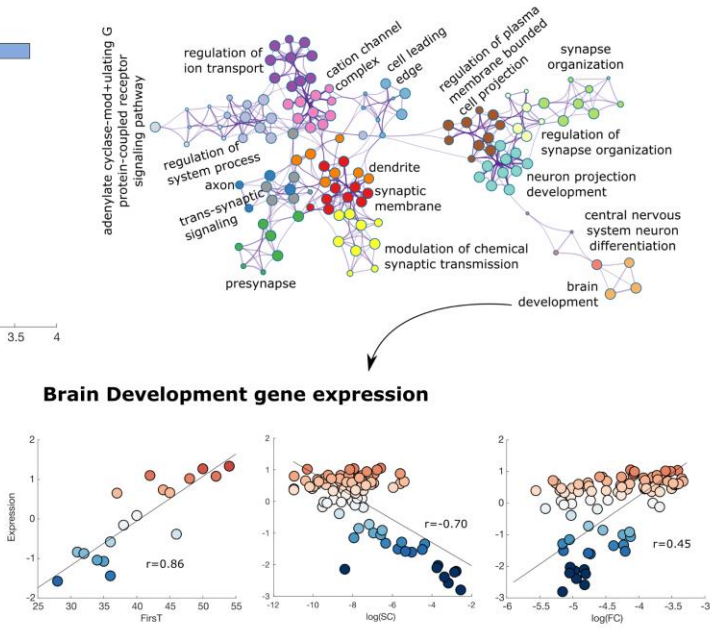 adenylate cyclase-mod+ulating G
protein-coupled receptor
signaling pathway
regulation of
ion transport
cation channel
complex
cell leading
edge
regulation of plasma
membrane bounded
cell projection
synapse
organization
regulation of
system process
axon
trans-synaptic
signaling
presynapse
dendrite
synaptic
membrane
modulation of chemical
synaptic transmission
regulation of
synapse organization
neuron projection
development
central nervous
system neuron
differentiation
brain
development
3.5 4
Brain Development gene expression
Expression
2
1
0
-1
-2
r=0.86
25 30 35 40 45 50 55
FirsT
2
1
0
-1
-2
-3
r=-0.70
-12 -10 -8 -6 -4 -2
log(SC)
2
1
0
-1
-2
-3
r=0.45
-6 -5.5 -5 -4.5 -4 -3.5 -3
log(FC)